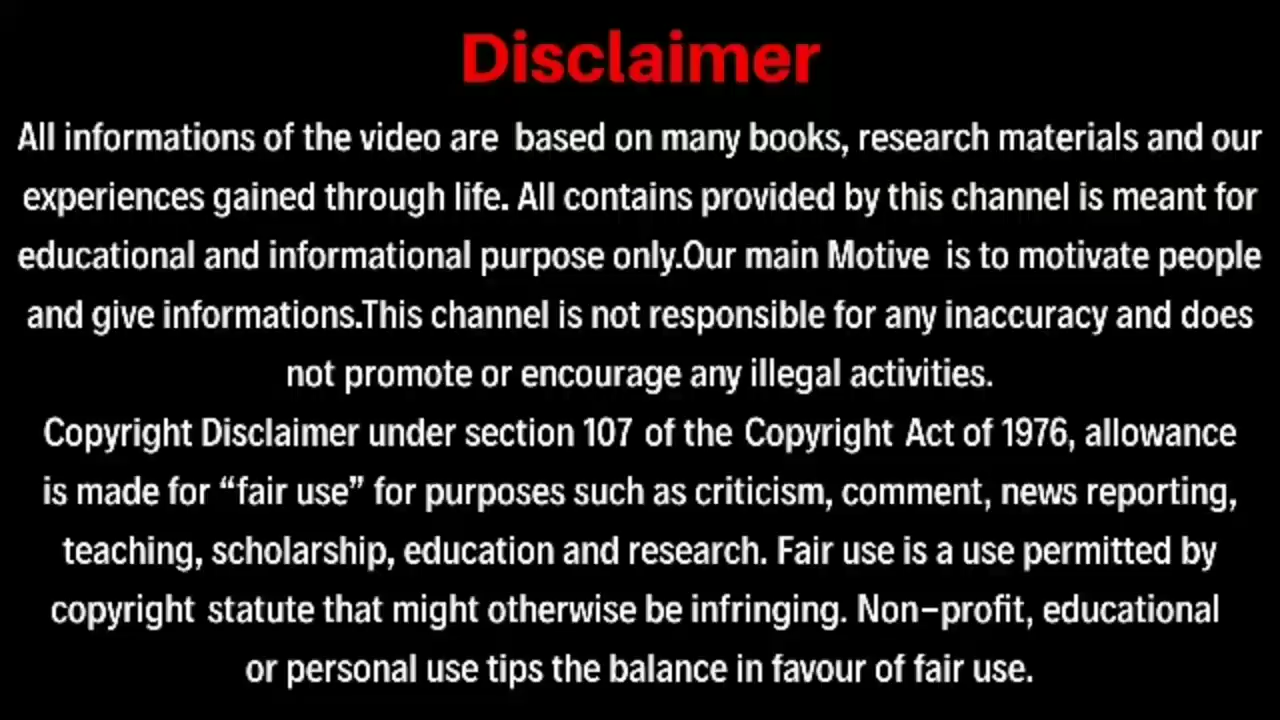 Disclaimer
All informations of the video are based on many books, research materials and our
experiences gained through life. All contains provided by this channel is meant for
educational and informational purpose only.Our main Motive is to motivate people
and give informations.This channel is not responsible for any inaccuracy and does
not promote or encourage any illegal activities.
Copyright Disclaimer under section 107 of the Copyright Act of 1976, allowance
is made for “fair use” for purposes such as criticism, comment, news reporting,
teaching, scholarship, education and research. Fair use is a use permitted by
copyright statute that might otherwise be infringing. Non–profit, educational
or personal use tips the balance in favour of fair use.